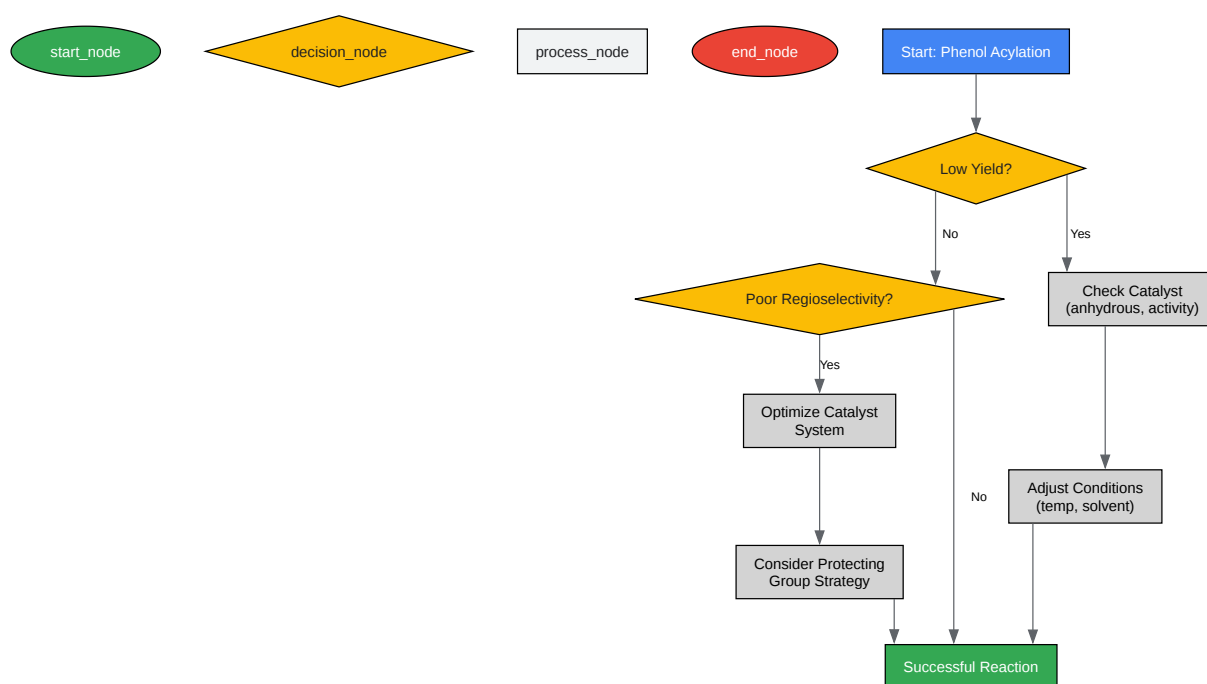 start_node
decision_node
process_node
end_node
Start: Phenol Acylation
Low Yield?
No
Yes
Poor Regioselectivity?
Check Catalyst
(anhydrous, activity)
Yes
Optimize Catalyst
System
No
Adjust Conditions
(temp, solvent)
Consider Protecting
Group Strategy
Successful Reaction